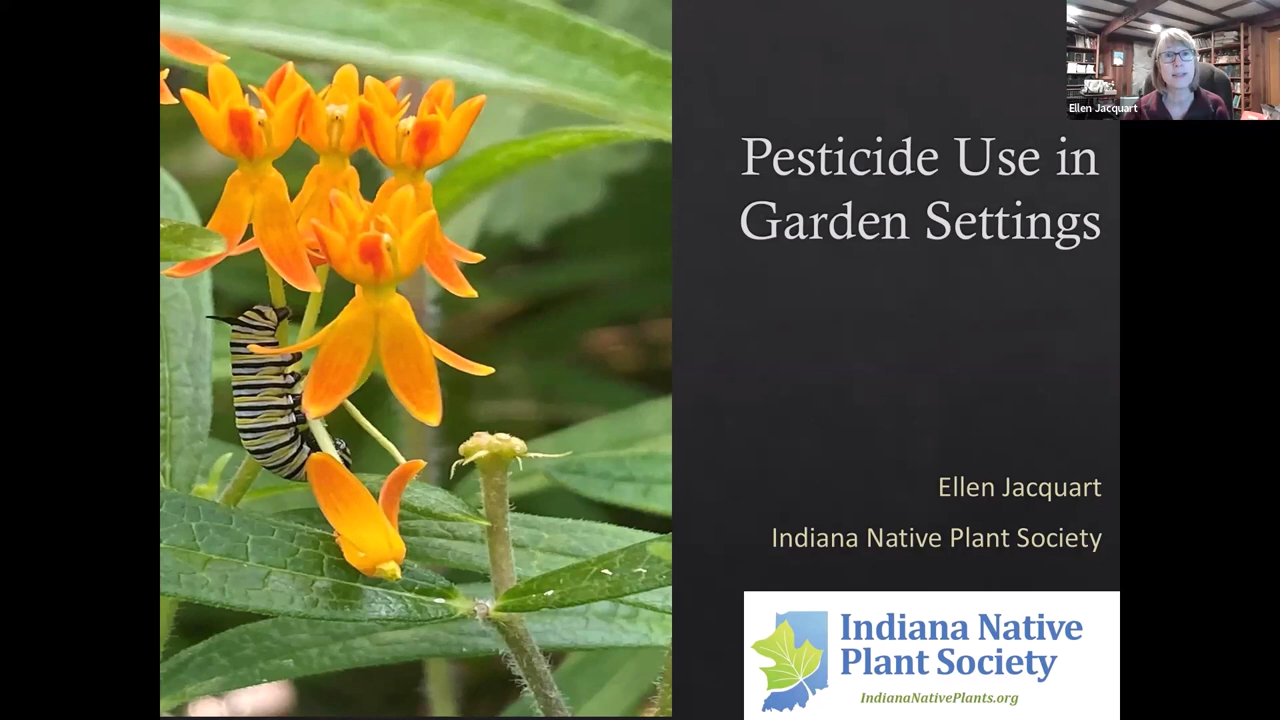 Ellen Jacquart
Pesticide Use in
Garden Settings
Ellen Jacquart
Indiana Native Plant Society
Indiana Native
Plant Society
IndianaNativePlants.org